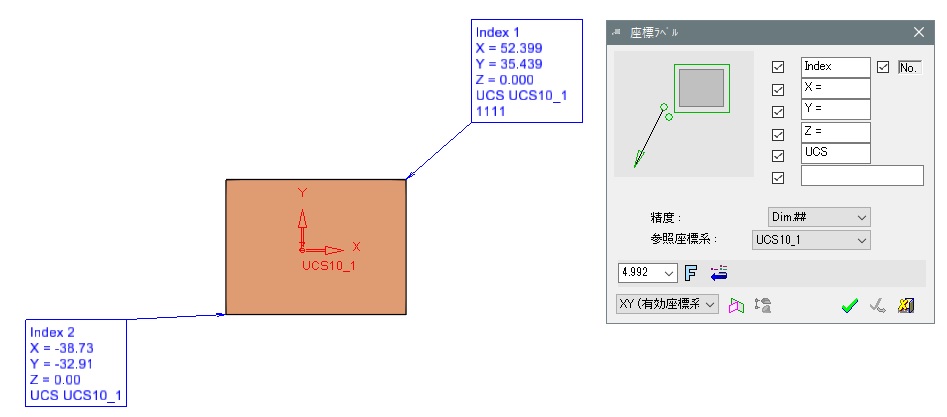 Index 1
X = 52.399
Y = 35.439
Z = 0.000
UCS UCS10_1
1111
Y
Z
X
UCS10_1
Index 2
X = -38.73
Y = -32.91
Z = 0.00
UCS UCS10_1
座標ﾗﾍﾞﾙ
Index
No.
X =
Y =
Z =
UCS
精度 :
Dim.##
参照座標系 :
UCS10_1
4.992
F
XY (有効座標系